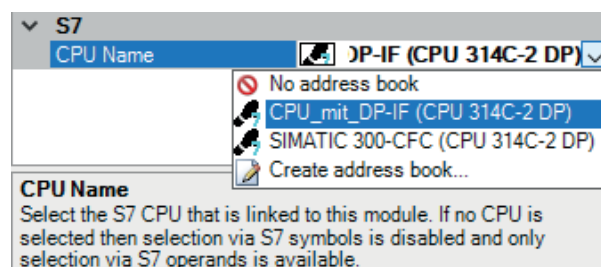 S7
CPU Name DP-IF (CPU 314C-2 DP)
No address book
CPU_mit_DP-IF (CPU 314C-2 DP)
SIMATIC 300-CFC (CPU 314C-2 DP)
Create address book...
CPU Name
Select the S7 CPU that is linked to this module. If no CPU is
selected then selection via S7 symbols is disabled and only
selection via S7 operands is available.